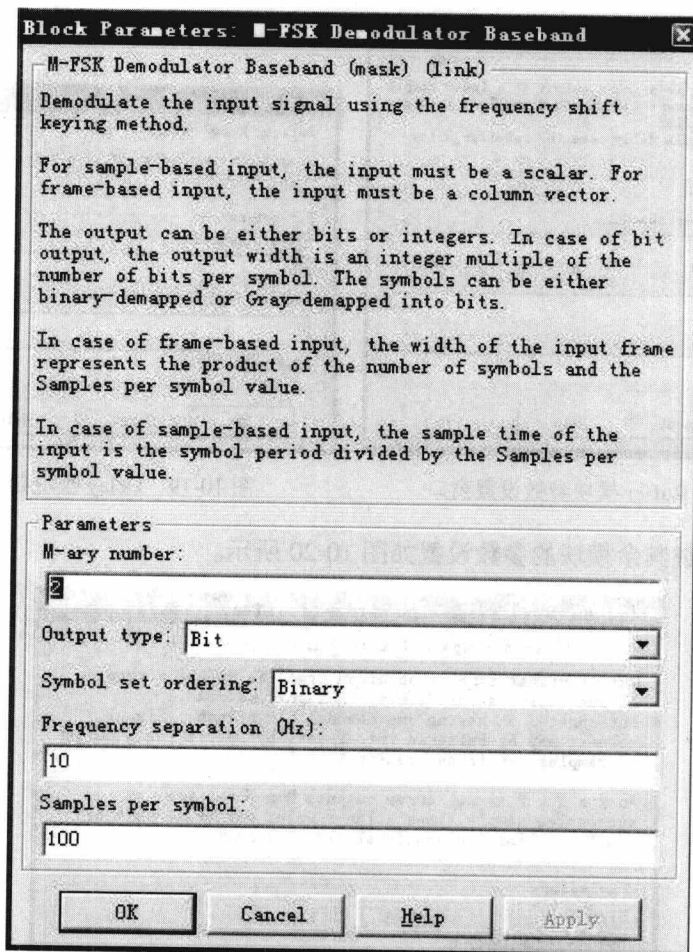 Block Parameters: M-FSK Demodulator Baseband
M-FSK Demodulator Baseband (mask) (link)
Demodulate the input signal using the frequency shift
keying method.
For sample-based input, the input must be a scalar. For
frame-based input, the input must be a column vector.
The output can be either bits or integers. In case of bit
output, the output width is an integer multiple of the
number of bits per symbol. The symbols can be either
binary-demapped or Gray-demapped into bits.
In case of frame-based input, the width of the input frame
represents the product of the number of symbols and the
Samples per symbol value.
In case of sample-based input, the sample time of the
input is the symbol period divided by the Samples per
symbol value.
Parameters
M-ary number:
2
Output type: Bit
Symbol set ordering: Binary
Frequency separation (Hz):
10
Samples per symbol:
100
OK Cancel Help Apply